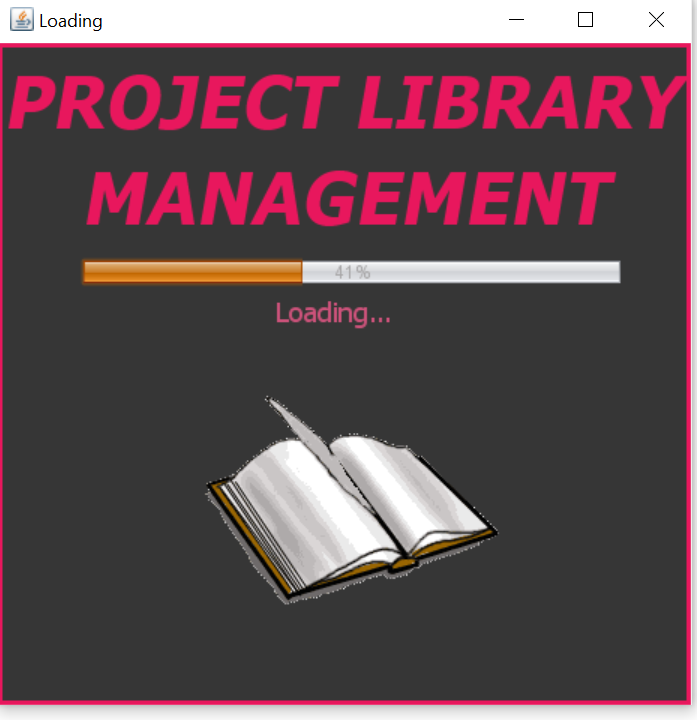 Loading
PROJECT LIBRARY
MANAGEMENT
41%
Loading...